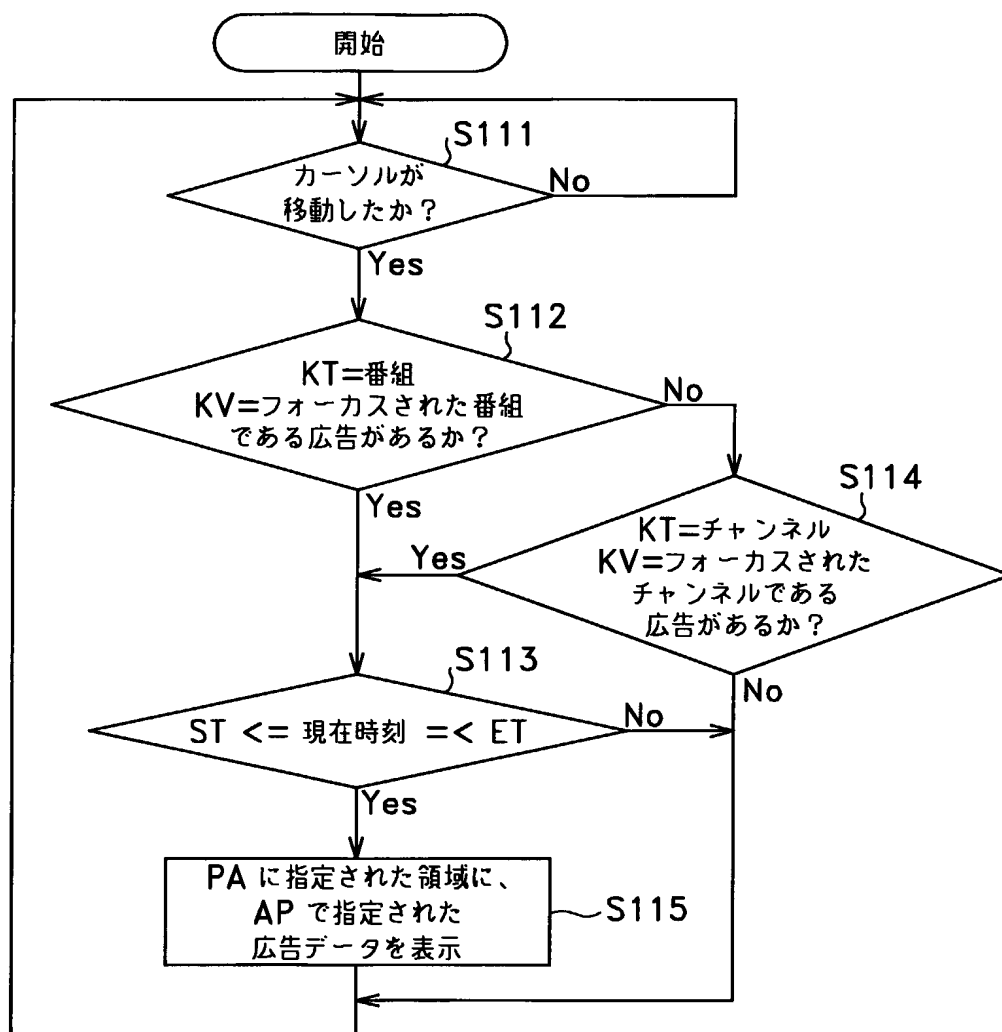 開始
S111
カーソルが
移動したか？
No
Yes
S112
KT=番組
KV=フォーカスされた番組
である広告があるか？
No
Yes
S114
KT=チャンネル
KV=フォーカスされた
チャンネルである
広告があるか？
Yes
No
S113
ST <= 現在時刻 =< ET
No
Yes
PA に指定された領域に、
AP で指定された
広告データを表示
S115